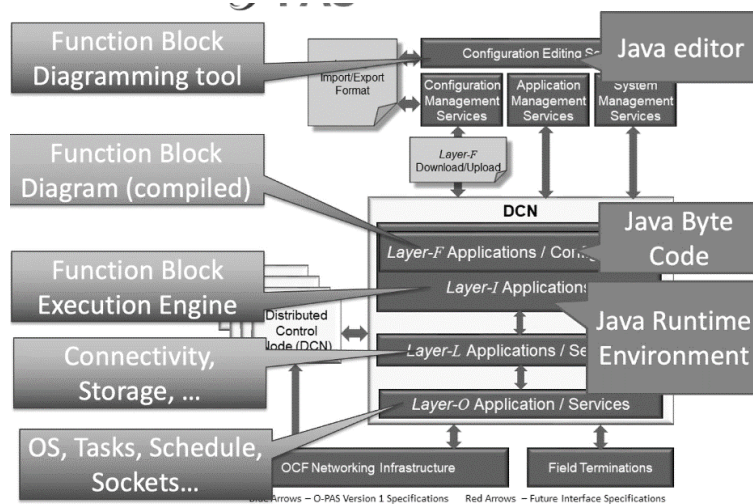 Function Block
Diagramming tool
Import/Export
Format
Configuration Editing
Java editor
Configuration
Management
Services
Application
Management
Services
System
Management
Services
Layer-F
Download/Upload
Function Block
Diagram (compiled)
DCN
Layer-F Applications /
Java Byte
Code
Function Block
Execution Engine
Layer-I Applications
Distributed
Control
Node (DCN)
Java Runtime
Environment
Connectivity,
Storage, ...
Layer-L Applications /
Layer-O Application / Services
OS, Tasks, Schedule,
Sockets...
OCF Networking Infrastructure
Field Terminations
Arrows – O-PAS Version 1 Specifications Red Arrows – Future Interface Specifications